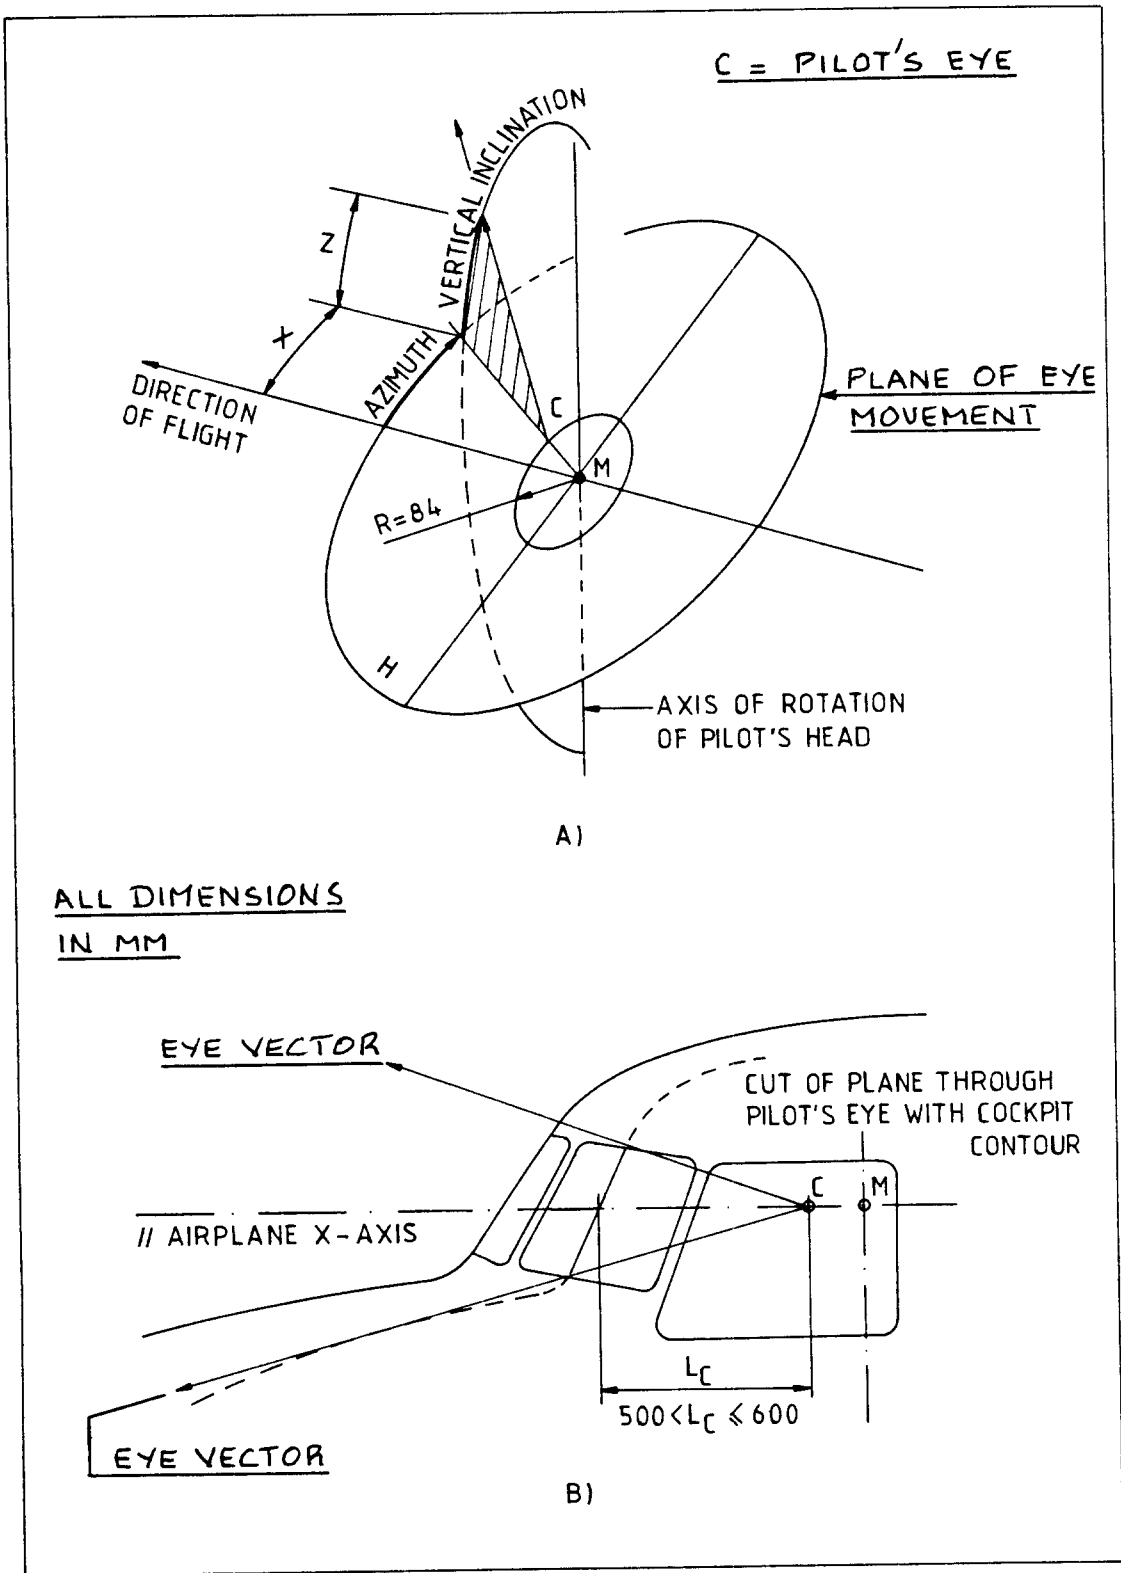 C = PILOT'S EYE
VERTICAL INCLINATION
Z
X
AZIMUTH
DIRECTION
OF FLIGHT
C
M
PLANE OF EYE
MOVEMENT
R=84
H
AXIS OF ROTATION
OF PILOT'S HEAD
A)
ALL DIMENSIONS
IN MM
EYE VECTOR
CUT OF PLANE THROUGH
PILOT'S EYE WITH COCKPIT
CONTOUR
C
M
// AIRPLANE X-AXIS
LC
500<LC ≤ 600
EYE VECTOR
B)